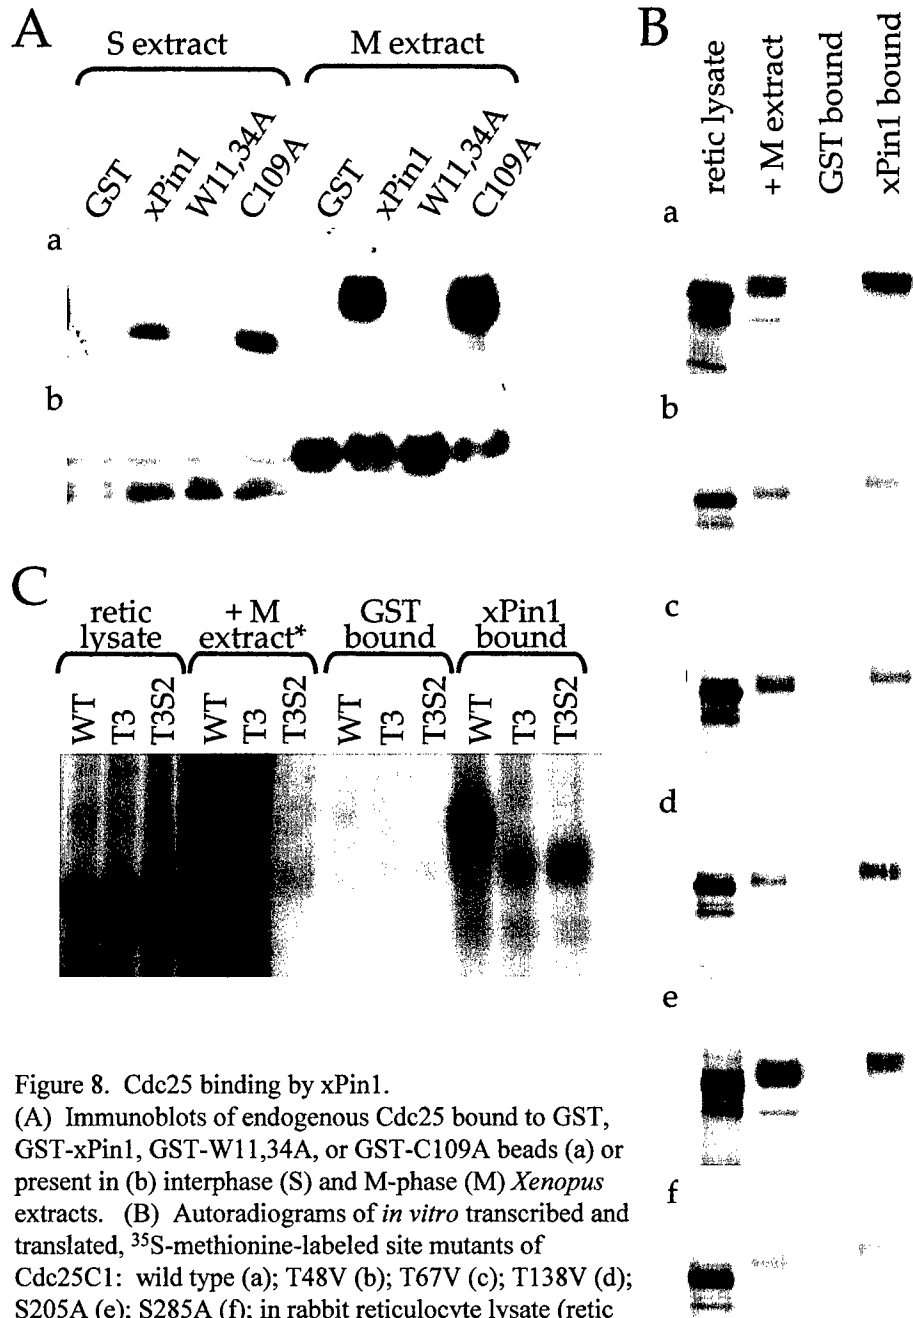 A
S extract
M extract
GST
xPin1
W11,34A
C109A
GST
xPin1
W11,34A
C109A
a
b
B
retic lysate
+ M extract
GST bound
xPin1 bound
a
b
c
d
e
f
C
retic
lysate
+ M
extract*
GST
bound
xPin1
bound
WT
T3
T3S2
WT
T3
T3S2
WT
T3
T3S2
WT
T3
T3S2
Figure 8. Cdc25 binding by xPin1.
(A) Immunoblots of endogenous Cdc25 bound to GST,
GST-xPin1, GST-W11,34A, or GST-C109A beads (a) or
present in (b) interphase (S) and M-phase (M) Xenopus
extracts. (B) Autoradiograms of in vitro transcribed and
translated, ³⁵S-methionine-labeled site mutants of
Cdc25C1: wild type (a); T48V (b); T67V (c); T138V (d);
S205A (e); S285A (f); in rabbit reticulocyte lysate (retic